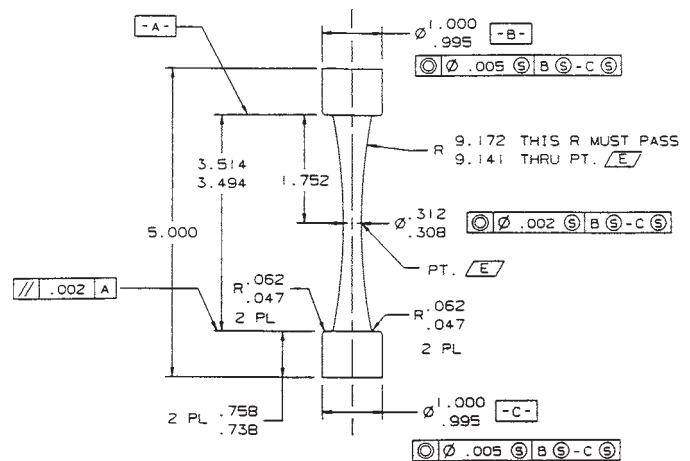 -A-
Ø 1.000
.995
-B-
◎ Ø .005 Ⓢ B Ⓢ-C Ⓢ
R 9.172 THIS R MUST PASS
9.141 THRU PT. E
3.514
3.494
1.752
5.000
Ø .312
.308
◎ Ø .002 Ⓢ B Ⓢ-C Ⓢ
PT. E
// .002 A
R .062
.047
2 PL
R .062
.047
2 PL
2 PL .758
.738
Ø 1.000
.995
-C-
◎ Ø .005 Ⓢ B Ⓢ-C Ⓢ